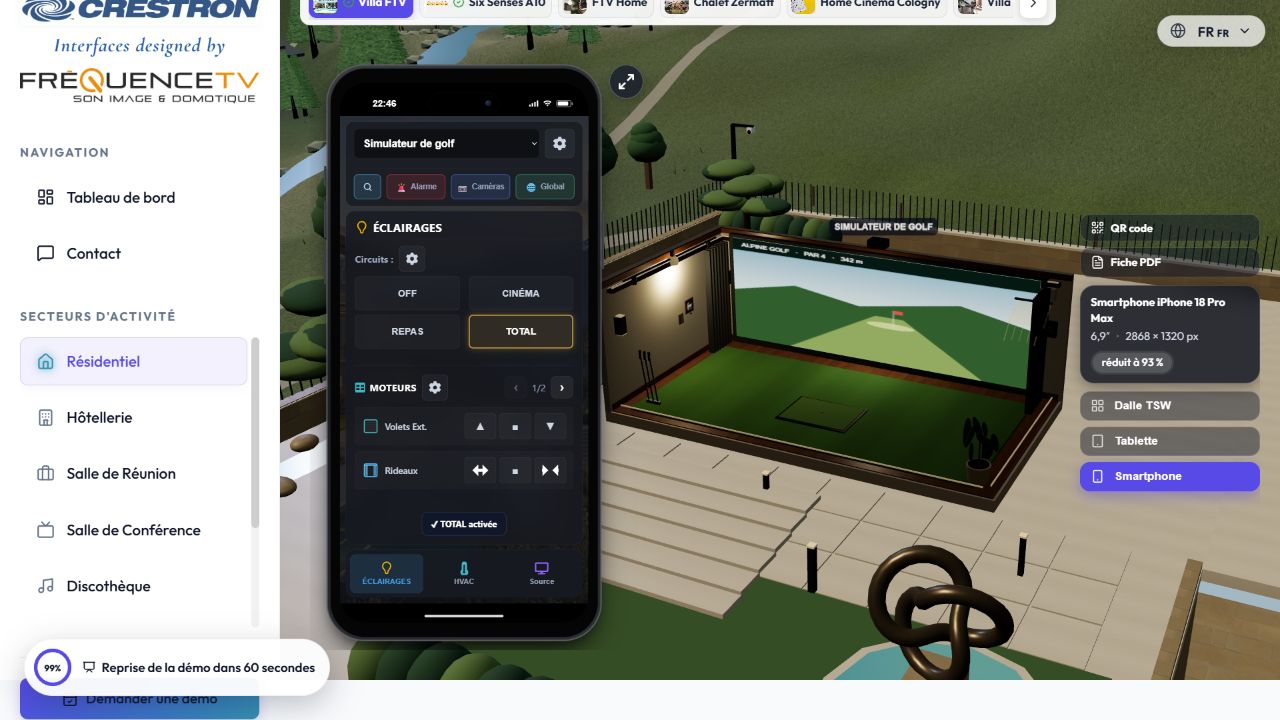 CRESTRON
Interfaces designed by
FREQUENCETV
SON IMAGE & DOMOTIQUE
NAVIGATION
Tableau de bord
Contact
SECTEURS D'ACTIVITÉ
Résidentiel
Hôtellerie
Salle de Réunion
Salle de Conférence
Discothèque
99%
Reprise de la démo dans 60 secondes
Demander une démo
Villa FTV
Six Senses A10
FTV Home
Chalet Zermatt
Home Cinema Cologny
Villa
FR FR
22:46
Simulateur de golf
Alarme
Caméras
Global
ÉCLAIRAGES
Circuits :
OFF
CINÉMA
REPAS
TOTAL
MOTEURS
1/2
Volets Ext.
Rideaux
✓ TOTAL activée
ÉCLAIRAGES
HVAC
Source
SIMULATEUR DE GOLF
ALPINE GOLF - PAR 4 - 342 m
QR code
Fiche PDF
Smartphone iPhone 18 Pro
Max
6,9" · 2868 × 1320 px
réduit à 93 %
Dalle TSW
Tablette
Smartphone